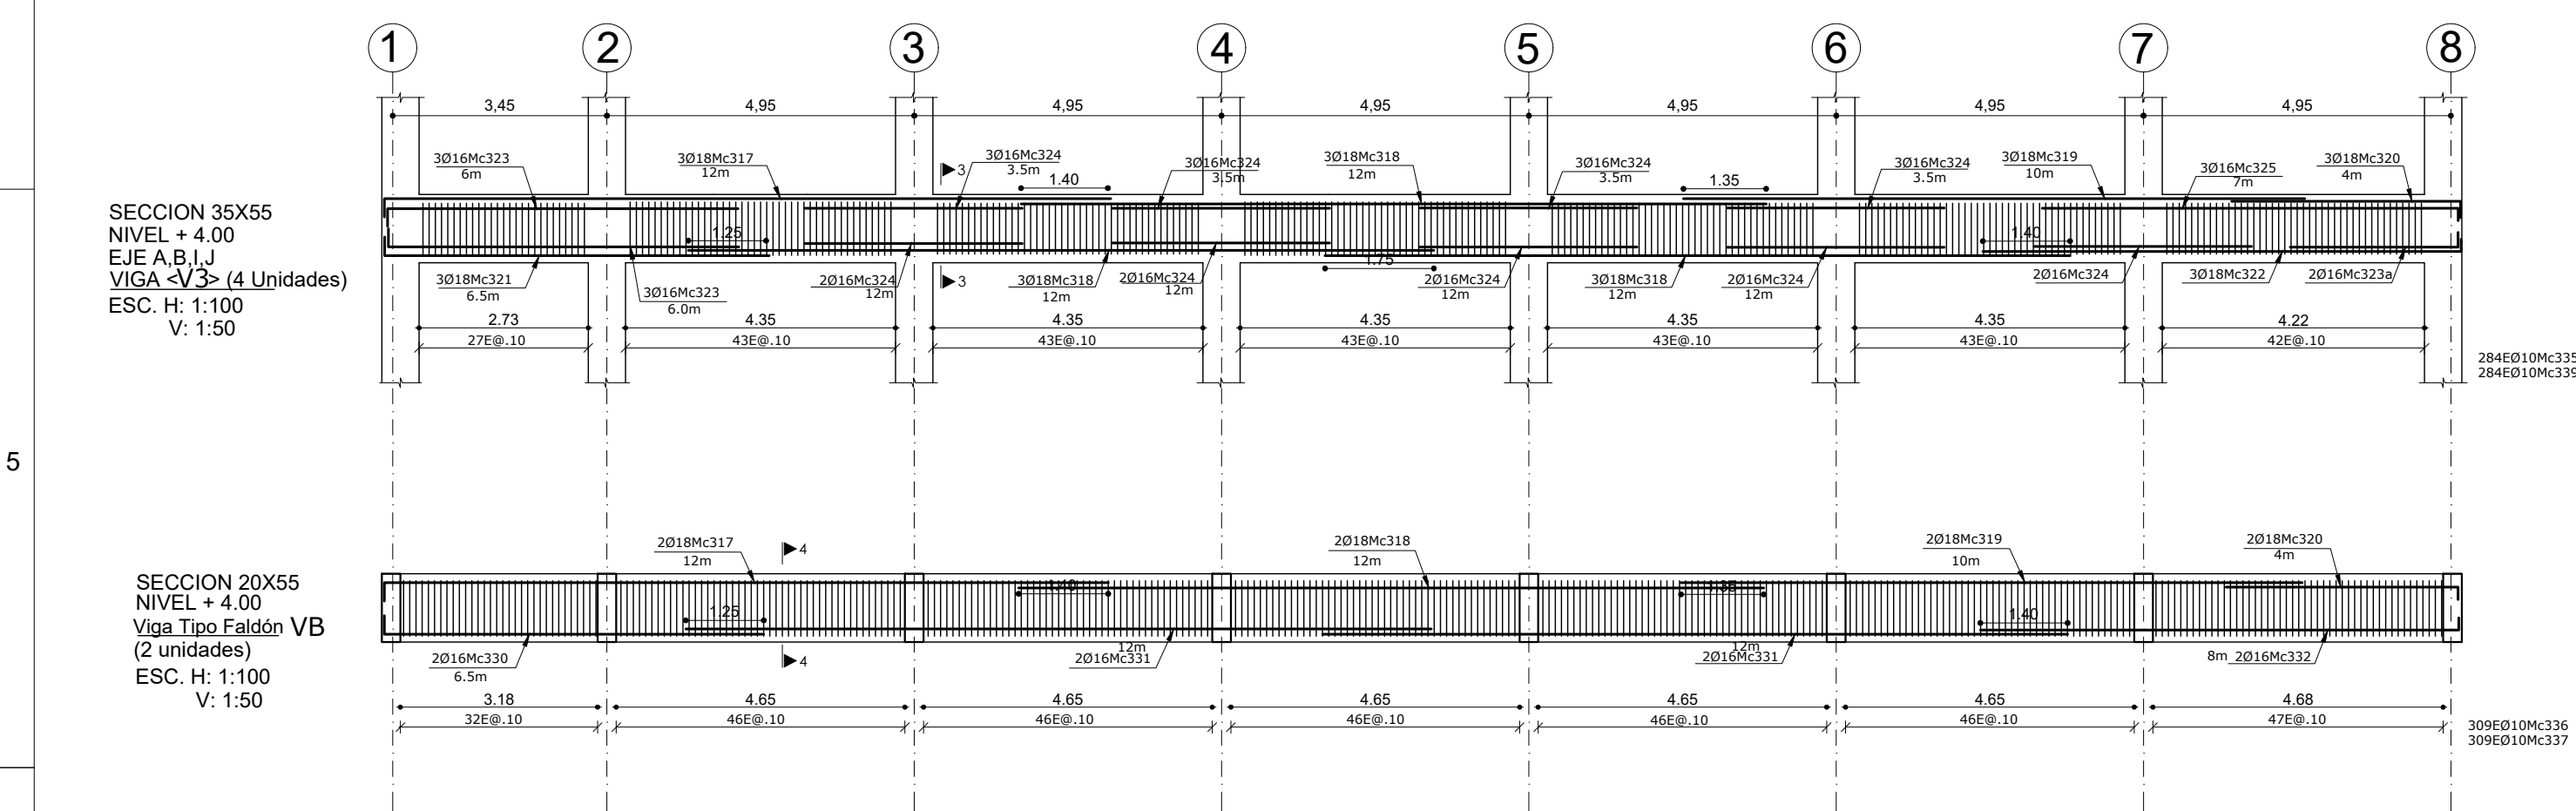 1 2 3 4 5 6 7 8
3,45 4,95 4,95 4,95 4,95 4,95 4,95
3Ø16Mc323
6m
3Ø18Mc317
12m
3
3Ø16Mc324
3.5m
1.40
3Ø16Mc324
3.5m
3Ø18Mc318
12m
3Ø16Mc324
3.5m
1.35
3Ø16Mc324
3.5m
3Ø18Mc319
10m
3Ø16Mc325
7m
3Ø18Mc320
4m
SECCION 35X55
NIVEL + 4.00
EJE A,B,I,J
VIGA <V3> (4 Unidades)
ESC. H: 1:100
V: 1:50
1.25
1.75
1.40
3Ø18Mc321
6.5m
3Ø16Mc323
6.0m
2Ø16Mc324
12m
3
3Ø18Mc318
12m
2Ø16Mc324
12m
2Ø16Mc324
12m
3Ø18Mc318
12m
2Ø16Mc324
12m
2Ø16Mc324
3Ø18Mc322
2Ø16Mc323a
2.73 4.35 4.35 4.35 4.35 4.35 4.22
27E@.10 43E@.10 43E@.10 43E@.10 43E@.10 43E@.10 42E@.10
284EØ10Mc335
284EØ10Mc339
5
2Ø18Mc317
12m
4
2Ø18Mc318
12m
2Ø18Mc319
10m
2Ø18Mc320
4m
SECCION 20X55
NIVEL + 4.00
Viga Tipo Faldón VB
(2 unidades)
ESC. H: 1:100
V: 1:50
1.40
1.35
1.25
1.40
2Ø16Mc330
6.5m
4
12m
2Ø16Mc331
12m
2Ø16Mc331
8m 2Ø16Mc332
3.18 4.65 4.65 4.65 4.65 4.65 4.68
32E@.10 46E@.10 46E@.10 46E@.10 46E@.10 46E@.10 47E@.10
309EØ10Mc336
309EØ10Mc337